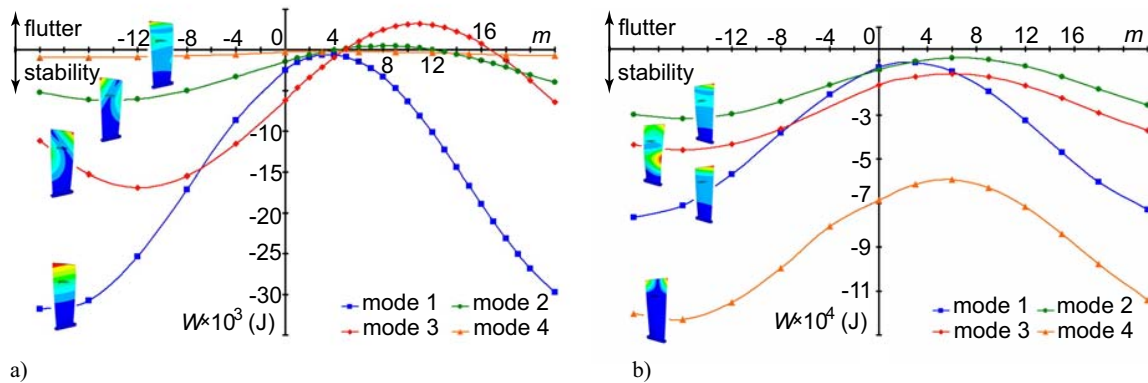 flutter
stability
-12 -8 -4 0 4 16 m
8 12
-5
-10
-15
-20
-25
-30
W×10³ (J)
mode 1 mode 2
mode 3 mode 4
a)
flutter
stability
-12 -8 -4 0 4 8 12 16 m
-3
-5
-7
-9
-11
W×10⁴ (J)
mode 1 mode 2
mode 3 mode 4
b)